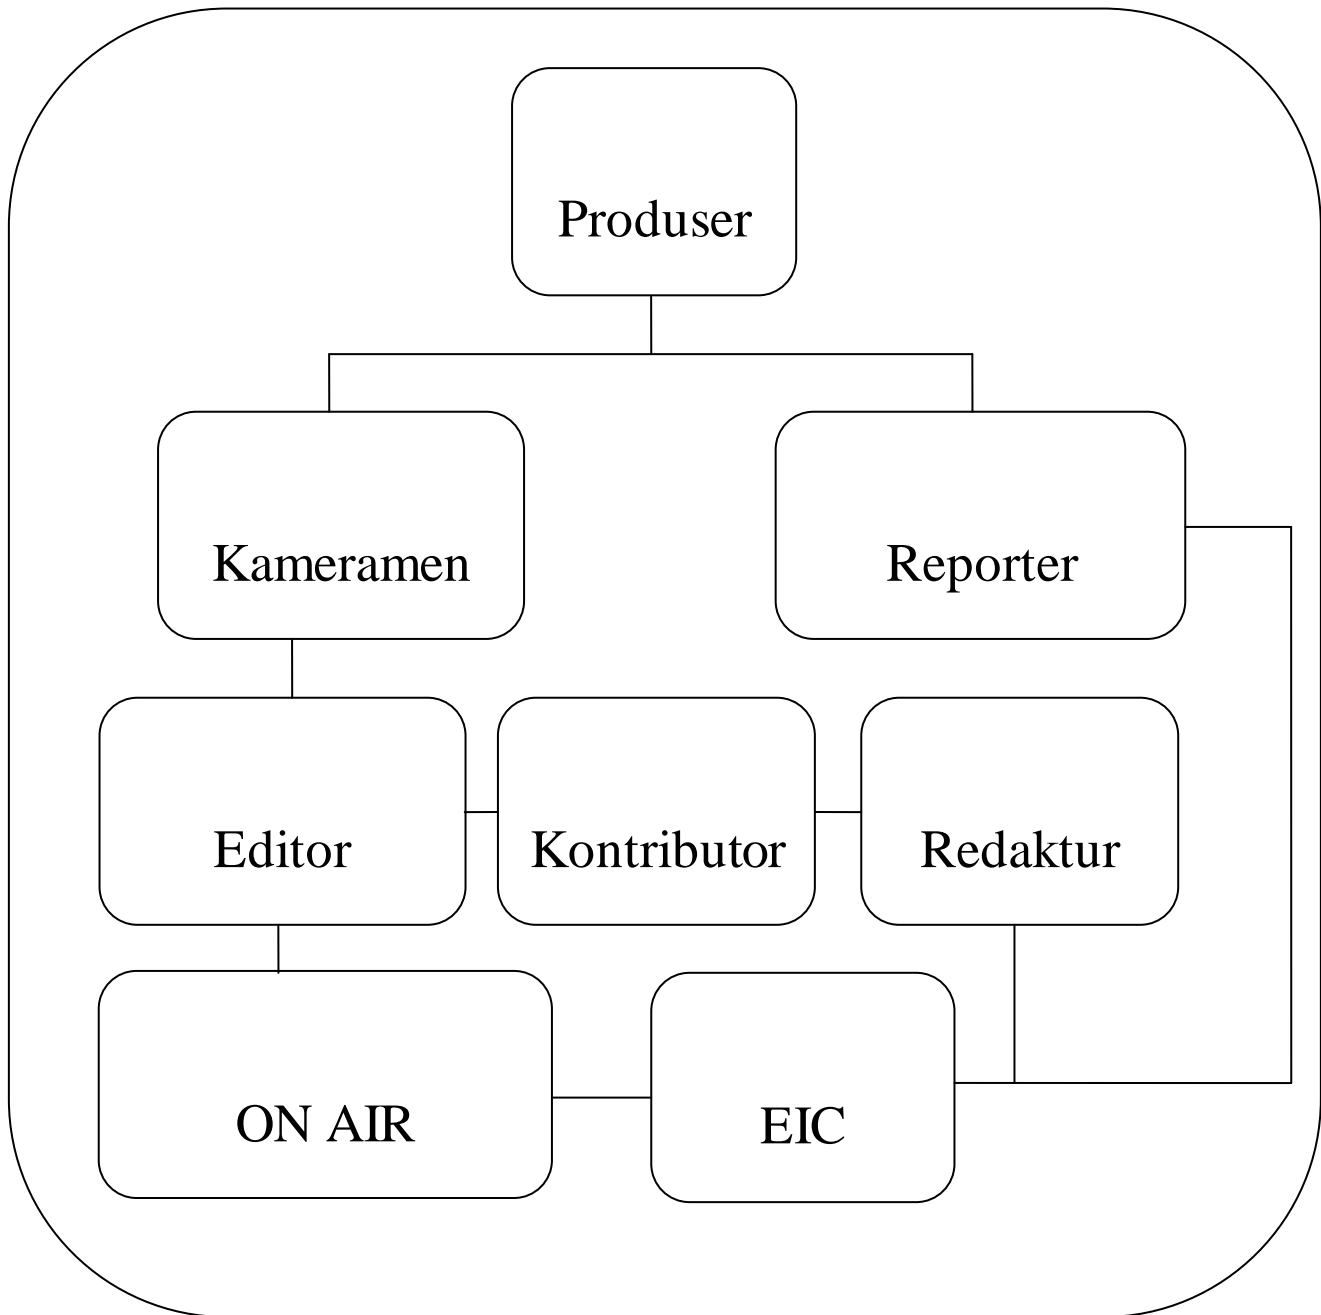 Produser
Kameramen
Reporter
Editor
Kontributor
Redaktur
ON AIR
EIC